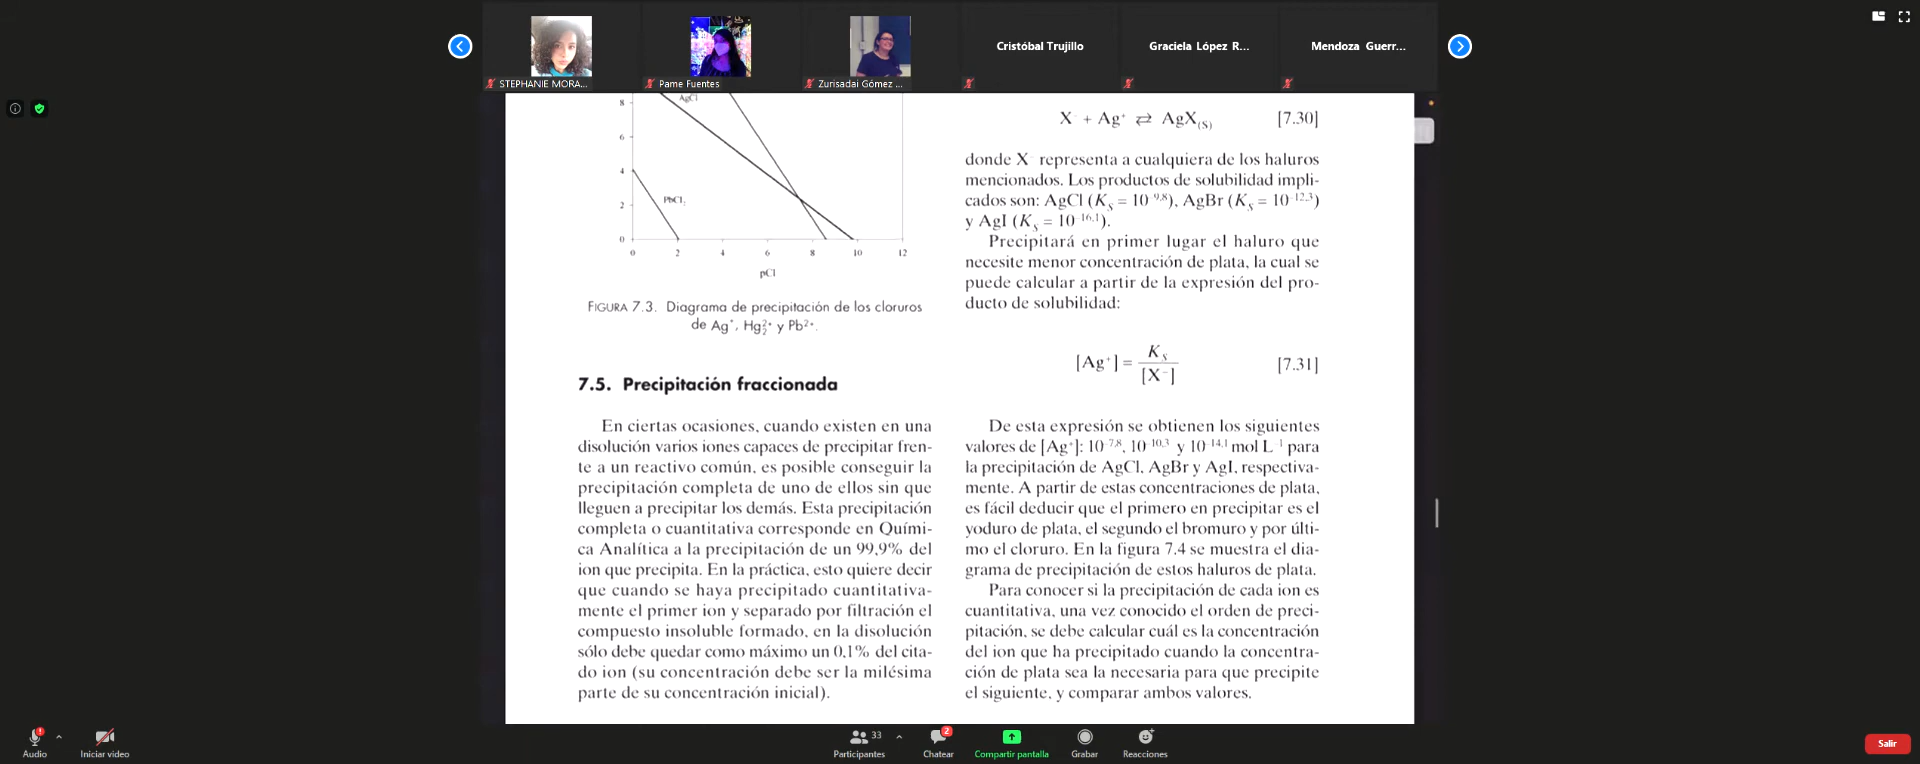 Cristóbal Trujillo
Graciela López R...
Mendoza Guerr...
STEPHANIE MORA...
Pame Fuentes
Zurisadai Gómez ...
AgCl
8
6
4
2
0
PbCl2
0 2 4 6 8 10 12
pCl
FIGURA 7.3. Diagrama de precipitación de los cloruros
de Ag+, Hg2 2+ y Pb2+.
7.5. Precipitación fraccionada
En ciertas ocasiones, cuando existen en una
disolución varios iones capaces de precipitar fren-
te a un reactivo común, es posible conseguir la
precipitación completa de uno de ellos sin que
lleguen a precipitar los demás. Esta precipitación
completa o cuantitativa corresponde en Quími-
ca Analítica a la precipitación de un 99,9% del
ion que precipita. En la práctica, esto quiere decir
que cuando se haya precipitado cuantitativa-
mente el primer ion y separado por filtración el
compuesto insoluble formado, en la disolución
sólo debe quedar como máximo un 0,1% del cita-
do ion (su concentración debe ser la milésima
parte de su concentración inicial).
X- + Ag+ ⇄ AgX(S) [7.30]
donde X- representa a cualquiera de los haluros
mencionados. Los productos de solubilidad impli-
cados son: AgCl (KS = 10-9,8), AgBr (KS = 10-12,3)
y AgI (KS = 10-16,1).
Precipitará en primer lugar el haluro que
necesite menor concentración de plata, la cual se
puede calcular a partir de la expresión del pro-
ducto de solubilidad:
[Ag+] = KS / [X-] [7.31]
De esta expresión se obtienen los siguientes
valores de [Ag+]: 10-7,8, 10-10,3 y 10-14,1 mol L-1 para
la precipitación de AgCl, AgBr y AgI, respectiva-
mente. A partir de estas concentraciones de plata,
es fácil deducir que el primero en precipitar es el
yoduro de plata, el segundo el bromuro y por últi-
mo el cloruro. En la figura 7.4 se muestra el dia-
grama de precipitación de estos haluros de plata.
Para conocer si la precipitación de cada ion es
cuantitativa, una vez conocido el orden de preci-
pitación, se debe calcular cuál es la concentración
del ion que ha precipitado cuando la concentra-
ción de plata sea la necesaria para que precipite
el siguiente, y comparar ambos valores.
Audio
Iniciar video
33
Participantes
2
Chatear
Compartir pantalla
Grabar
Reacciones
Salir